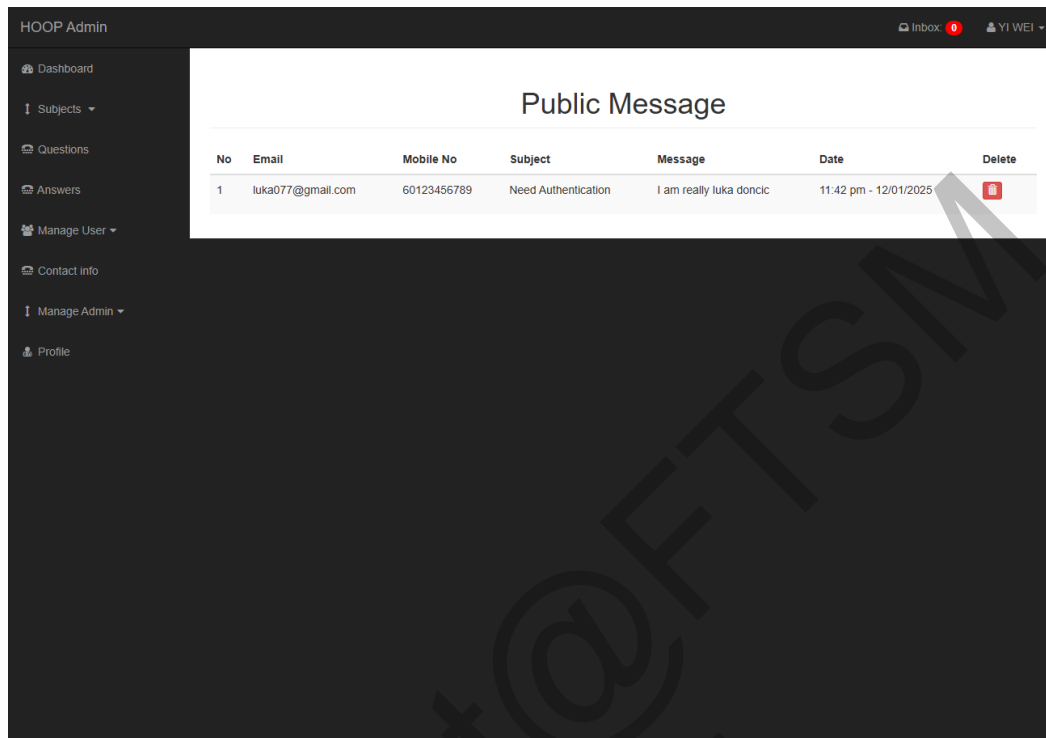 HOOP Admin
Inbox: 0
YI WEI
Dashboard
Subjects
Questions
Answers
Manage User
Contact info
Manage Admin
Profile
Public Message
No Email Mobile No Subject Message Date Delete
1 luka077@gmail.com 60123456789 Need Authentication I am really luka doncic 11:42 pm - 12/01/2025
t@FTSM